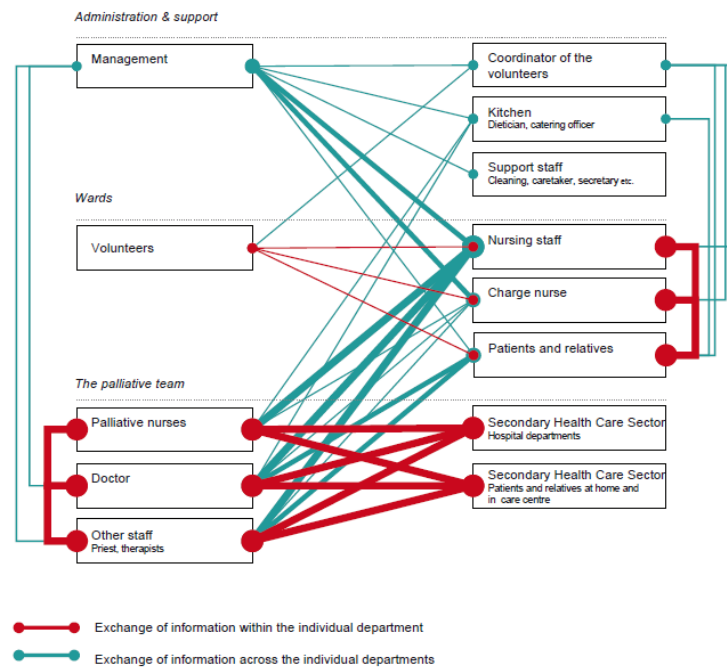 Administration & support
Management
Coordinator of the
volunteers
Kitchen
Dietician, catering officer
Support staff
Cleaning, caretaker, secretary etc.
Wards
Volunteers
Nursing staff
Charge nurse
Patients and relatives
The palliative team
Palliative nurses
Secondary Health Care Sector
Hospital departments
Doctor
Secondary Health Care Sector
Patients and relatives at home and
in care centre
Other staff
Priest, therapists
Exchange of information within the individual department
Exchange of information across the individual departments